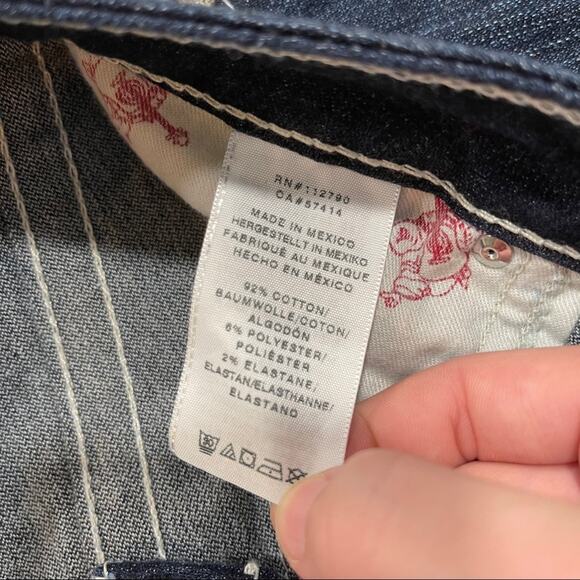 RN#112790
CA#57414
MADE IN MEXICO
HERGESTELLT IN MEXIKO
FABRIQUÉ AU MEXIQUE
HECHO EN MÉXICO
92% COTTON/
BAUMWOLLE/COTON/
ALGODÓN
6% POLYESTER/
POLIÉSTER
2% ELASTANE,
ELASTAN/ELASTHANNE/
ELASTANO